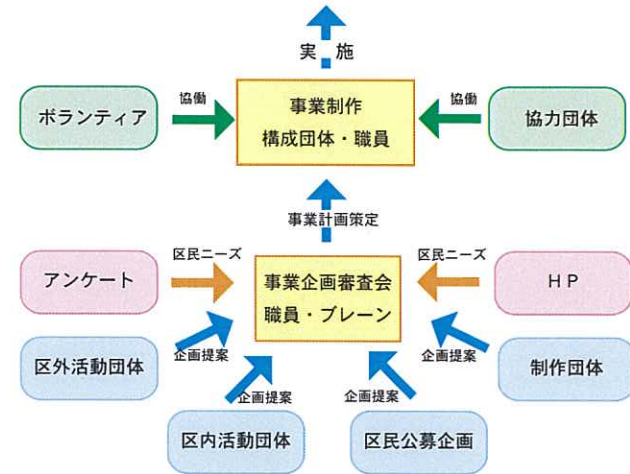 実 施
協働
協働
ボランティア
事業制作
構成団体・職員
協力団体
事業計画策定
区民ニーズ
区民ニーズ
アンケート
事業企画審査会
職員・ブレーン
HP
区外活動団体
企画提案
企画提案
制作団体
企画提案
企画提案
区内活動団体
区民公募企画